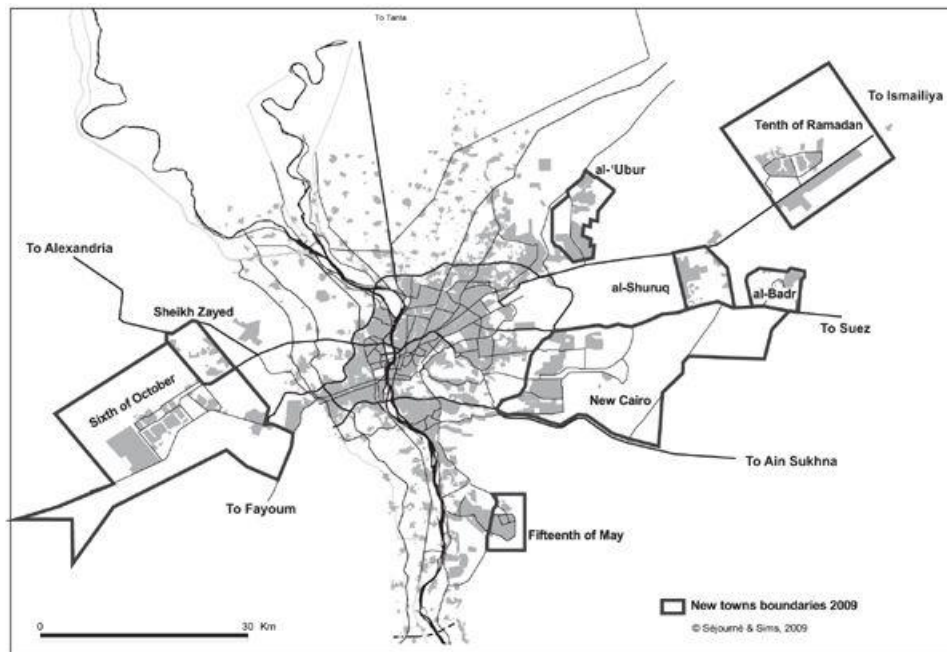 To Tanta
To Ismailiya
Tenth of Ramadan
al-'Ubur
To Alexandria
al-Shuruq
al-Badr
Sheikh Zayed
To Suez
Sixth of October
New Cairo
To Ain Sukhna
To Fayoum
Fifteenth of May
New towns boundaries 2009
0 30 Km
© Séjourné & Sims, 2009